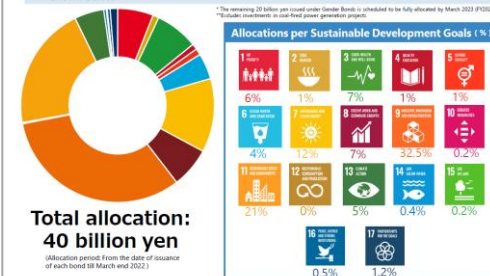 * The remaining 20 billion yen issued under Gender Bonds is scheduled to be fully allocated by March 2023 (FY202
**Excludes investments in coal-fired power generation projects
Allocations per Sustainable Development Goals ( %
1 NO POVERTY
2 ZERO HUNGER
3 GOOD HEALTH AND WELL-BEING
4 QUALITY EDUCATION
5 GENDER EQUALITY
6%
1%
7%
1%
1%
6 CLEAN WATER AND SANITATION
7 AFFORDABLE AND CLEAN ENERGY
8 DECENT WORK AND ECONOMIC GROWTH
9 INDUSTRY, INNOVATION AND INFRASTRUCTURE
10 REDUCED INEQUALITIES
4%
12%
7%
32.5%
0.2%
11 SUSTAINABLE CITIES AND COMMUNITIES
12 RESPONSIBLE CONSUMPTION AND PRODUCTION
13 CLIMATE ACTION
14 LIFE BELOW WATER
15 LIFE ON LAND
21%
0%
5%
0.4%
0.2%
16 PEACE, JUSTICE AND STRONG INSTITUTIONS
17 PARTNERSHIPS FOR THE GOALS
0.5%
1.2%
Total allocation:
40 billion yen
(Allocation period: From the date of issuance
of each bond till March end 2022 )